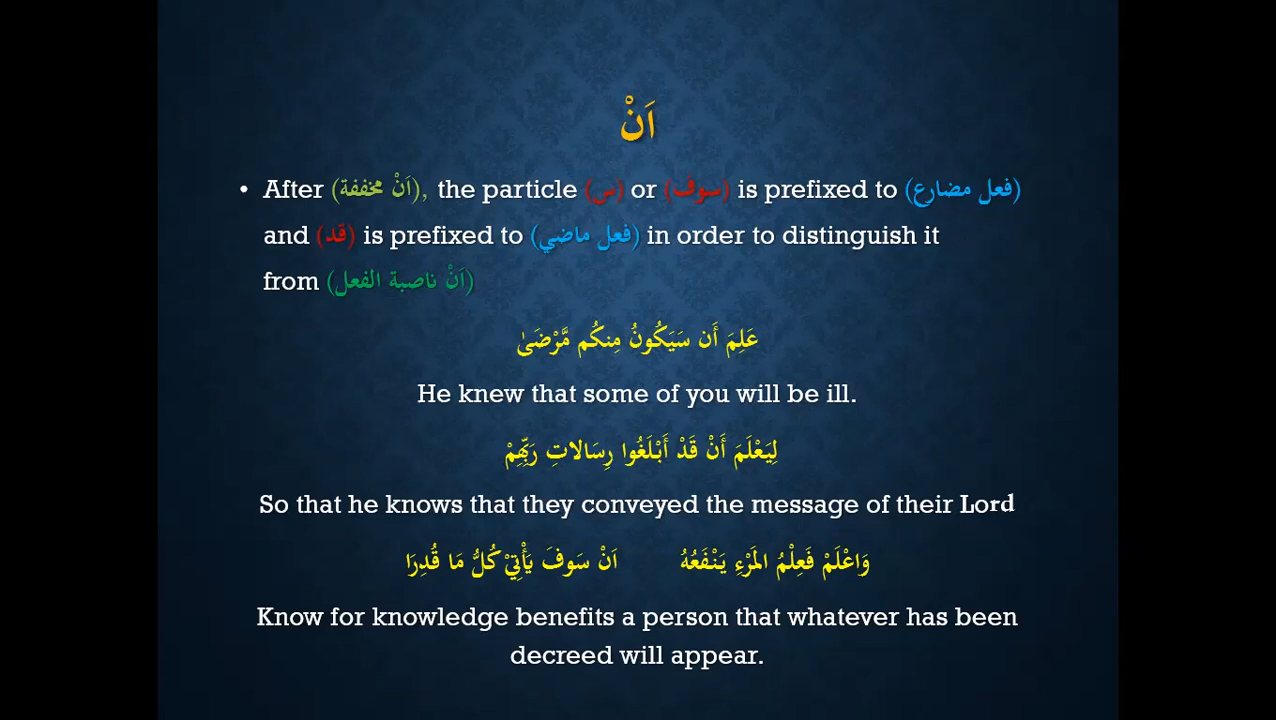 اَنْ
• After (اَنْ مخففة), the particle (س) or (سوف) is prefixed to (فعل مضارع)
and (قد) is prefixed to (فعل ماضي) in order to distinguish it
from (اَنْ ناصبة الفعل)
عَلِمَ أَن سَيَكُونُ مِنكُم مَّرْضَىٰ
He knew that some of you will be ill.
لِيَعْلَمَ أَنْ قَدْ أَبْلَغُوا رِسَالاتِ رَبِّهِمْ
So that he knows that they conveyed the message of their Lord
وَاعْلَمْ فَعِلْمُ المَرْءِ يَنْفَعُهُ اَنْ سَوفَ يَأْتِيْ كُلُّ مَا قُدِرَا
Know for knowledge benefits a person that whatever has been
decreed will appear.